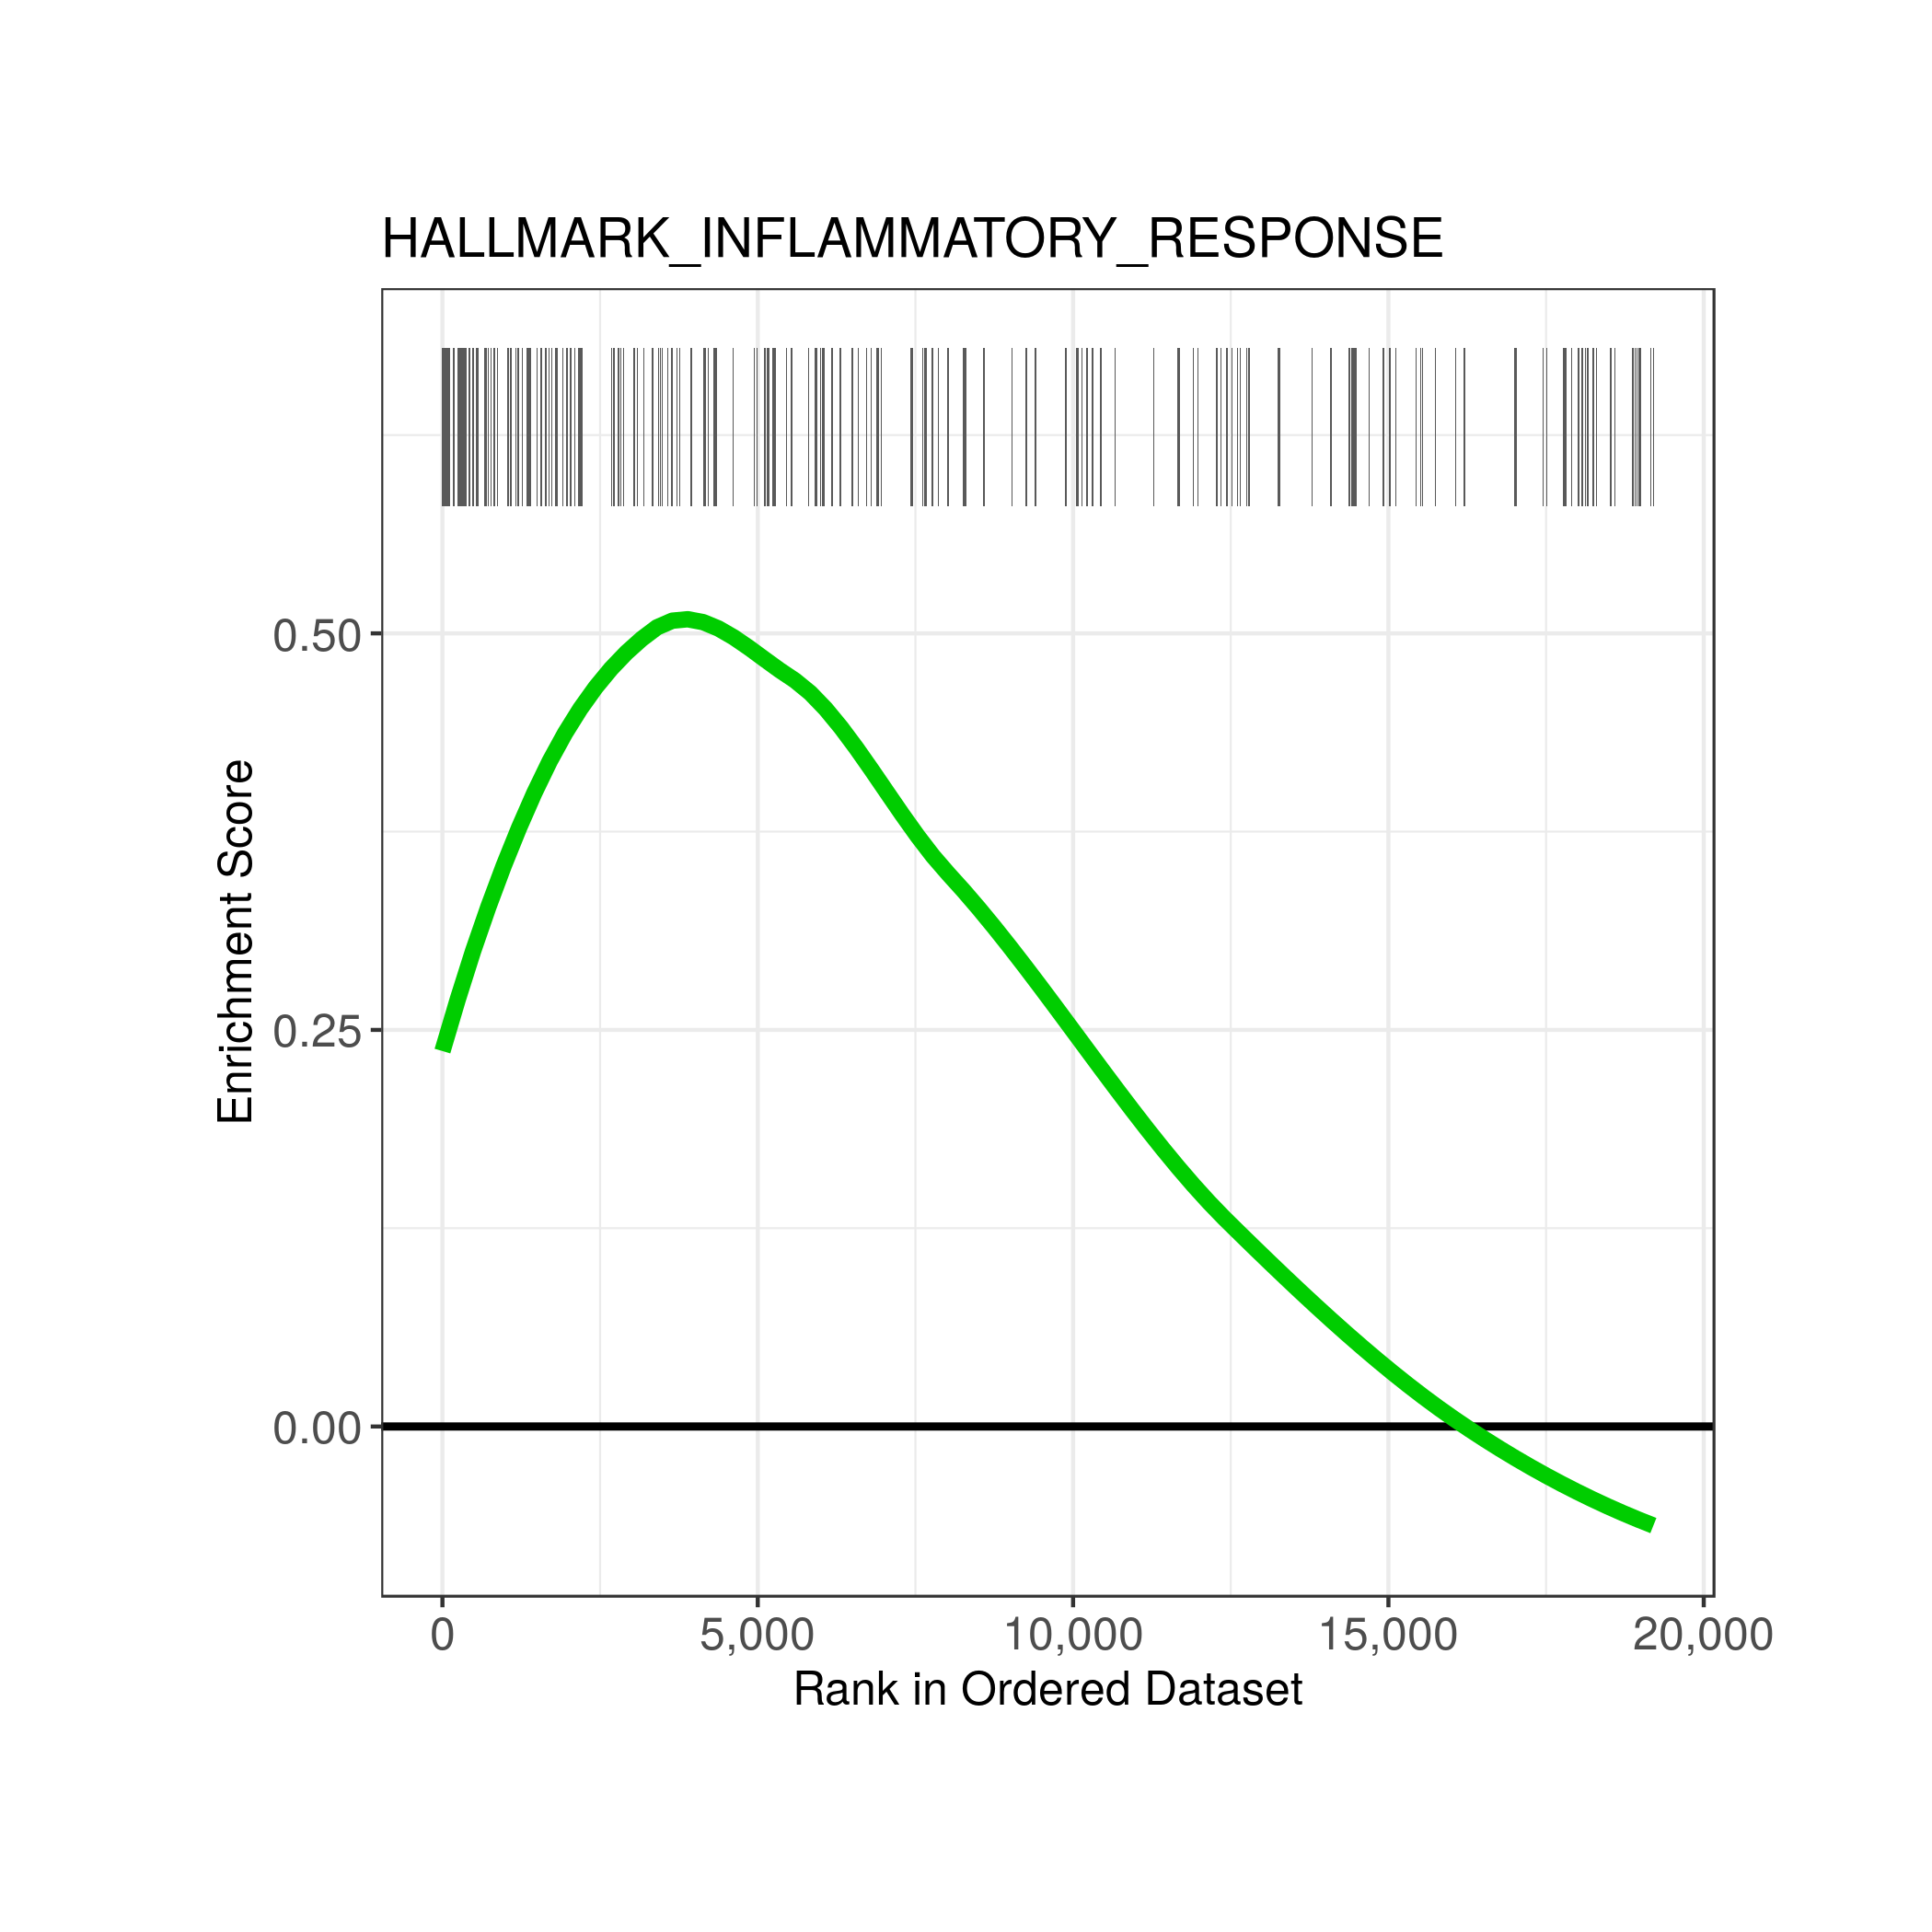 HALLMARK_INFLAMMATORY_RESPONSE
Enrichment Score
0.50
0.25
0.00
0 5,000 10,000 15,000 20,000
Rank in Ordered Dataset